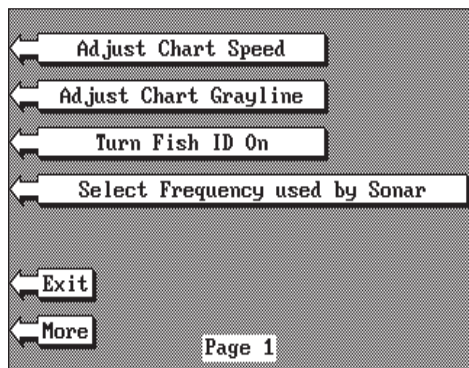 Adjust Chart Speed
Adjust Chart Grayline
Turn Fish ID On
Select Frequency used by Sonar
Exit
More
Page 1